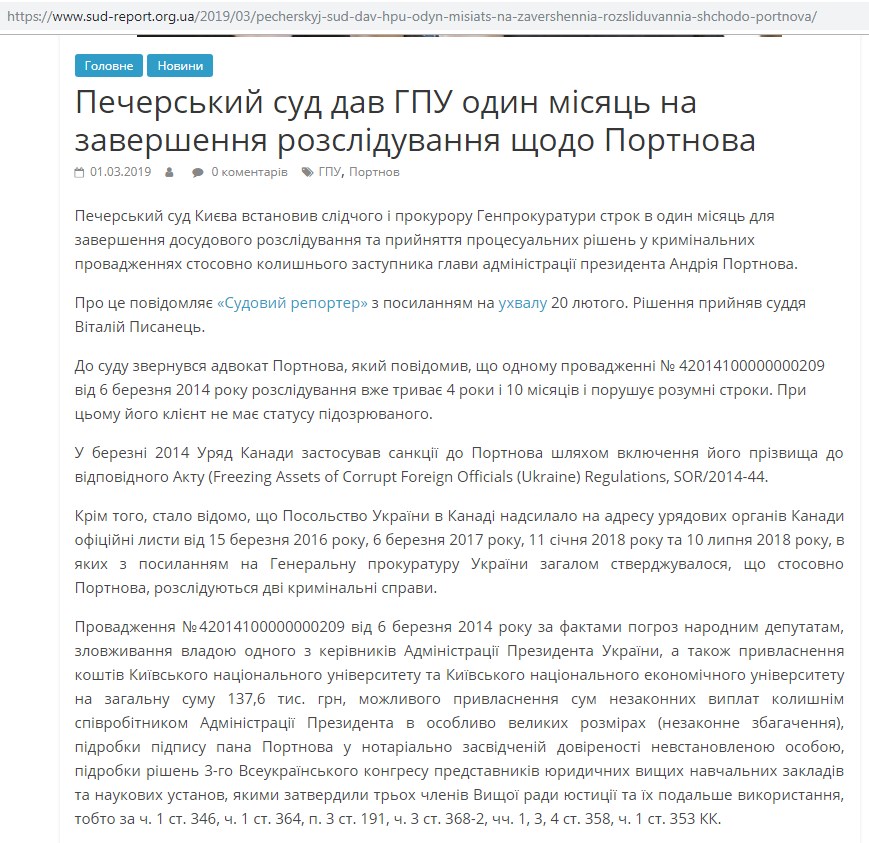 https://www.sud-report.org.ua/2019/03/pecherskyj-sud-dav-hpu-odyn-misiats-na-zavershennia-rozsliduvannia-shchodo-portnova/
Головне Новини
Печерський суд дав ГПУ один місяць на
завершення розслідування щодо Портнова
01.03.2019 0 коментарів ГПУ, Портнов
Печерський суд Києва встановив слідчого і прокурору Генпрокуратури строк в один місяць для
завершення досудового розслідування та прийняття процесуальних рішень у кримінальних
провадженнях стосовно колишнього заступника глави адміністрації президента Андрія Портнова.
Про це повідомляє «Судовий репортер» з посиланням на ухвалу 20 лютого. Рішення прийняв суддя
Віталій Писанець.
До суду звернувся адвокат Портнова, який повідомив, що одному провадженні № 42014100000000209
від 6 березня 2014 року розслідування вже триває 4 роки і 10 місяців і порушує розумні строки. При
цьому його клієнт не має статусу підозрюваного.
У березні 2014 Уряд Канади застосував санкції до Портнова шляхом включення його прізвища до
відповідного Акту (Freezing Assets of Corrupt Foreign Officials (Ukraine) Regulations, SOR/2014-44.
Крім того, стало відомо, що Посольство України в Канаді надсилало на адресу урядових органів Канади
офіційні листи від 15 березня 2016 року, 6 березня 2017 року, 11 січня 2018 року та 10 липня 2018 року, в
яких з посиланням на Генеральну прокуратуру України загалом стверджувалося, що стосовно
Портнова, розслідуються дві кримінальні справи.
Провадження №42014100000000209 від 6 березня 2014 року за фактами погроз народним депутатам,
зловживання владою одного з керівників Адміністрації Президента України, а також привласнення
коштів Київського національного університету та Київського національного економічного університету
на загальну суму 137,6 тис. грн, можливого привласнення сум незаконних виплат колишнім
співробітником Адміністрації Президента в особливо великих розмірах (незаконне збагачення),
підробки підпису пана Портнова у нотаріально засвідченій довіреності невстановленою особою,
підробки рішень 3-го Всеукраїнського конгресу представників юридичних вищих навчальних закладів
та наукових установ, якими затвердили трьох членів Вищої ради юстиції та їх подальше використання,
тобто за ч. 1 ст. 346, ч. 1 ст. 364, п. 3 ст. 191, ч. 3 ст. 368-2, чч. 1, 3, 4 ст. 358, ч. 1 ст. 353 КК.